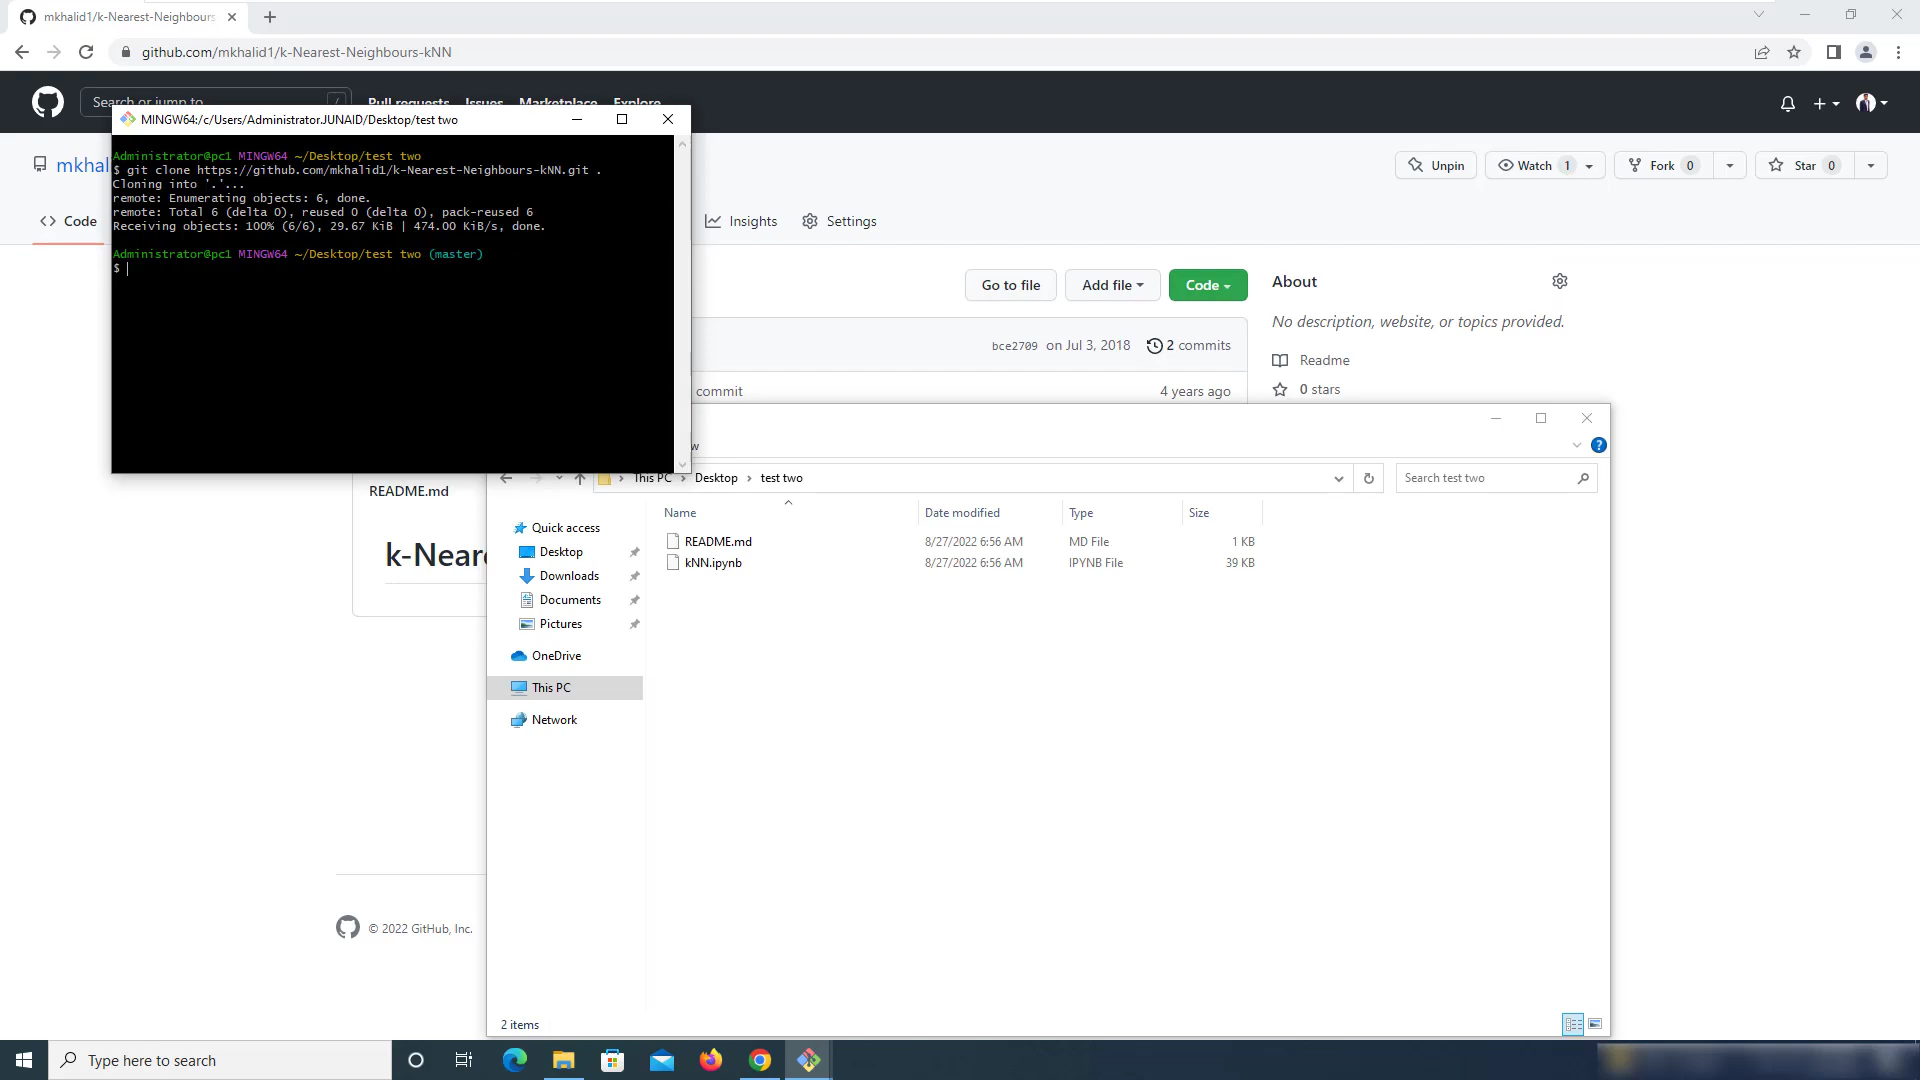 mkhalid1/k-Nearest-Neighbours
github.com/mkhalid1/k-Nearest-Neighbours-kNN
Search or jump to
/
Pull requests Issues Marketplace Explore
MINGW64:/c/Users/Administrator.JUNAID/Desktop/test two
Administrator@pc1 MINGW64 ~/Desktop/test two
$ git clone https://github.com/mkhalid1/k-Nearest-Neighbours-kNN.git .
Cloning into '.'...
remote: Enumerating objects: 6, done.
remote: Total 6 (delta 0), reused 0 (delta 0), pack-reused 6
Receiving objects: 100% (6/6), 29.67 KiB | 474.00 KiB/s, done.
Administrator@pc1 MINGW64 ~/Desktop/test two (master)
$
mkhal
Unpin Watch 1 Fork 0 Star 0
Code Insights Settings
Go to file Add file Code
About
No description, website, or topics provided.
Readme
0 stars
bce2709 on Jul 3, 2018 2 commits
commit 4 years ago
w
?
This PC Desktop test two
Search test two
README.md
k-Near
Name Date modified Type Size
README.md 8/27/2022 6:56 AM MD File 1 KB
kNN.ipynb 8/27/2022 6:56 AM IPYNB File 39 KB
Quick access
Desktop
Downloads
Documents
Pictures
OneDrive
This PC
Network
© 2022 GitHub, Inc.
2 items
Type here to search